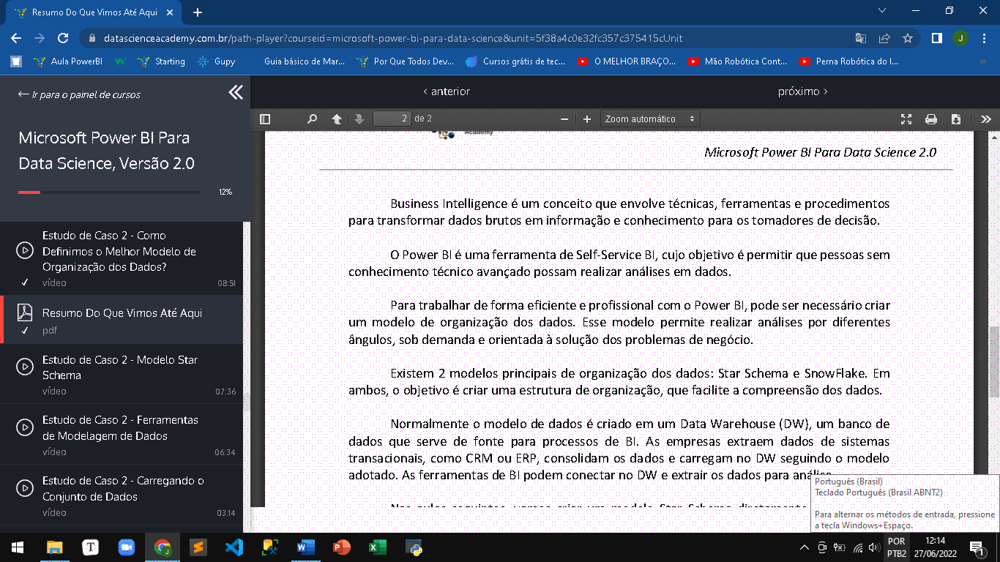 Resumo Do Que Vimos Até Aqui
datascienceacademy.com.br/path-player?courseid=microsoft-power-bi-para-data-science&unit=5f38a4c0e32fc357c375415cUnit
J
Aula PowerBI
Starting
Gupy
Guia básico de Mar...
Por Que Todos Dev...
Cursos grátis de tec...
O MELHOR BRAÇO...
Mão Robótica Cont...
Perna Robótica do I...
Ir para o painel de cursos
‹ anterior
próximo ›
2 de 2
Zoom automático
Microsoft Power BI Para
Data Science, Versão 2.0
12%
Estudo de Caso 2 - Como
Definimos o Melhor Modelo de
Organização dos Dados?
vídeo 08:51
Resumo Do Que Vimos Até Aqui
pdf
Estudo de Caso 2 - Modelo Star
Schema
vídeo 07:36
Estudo de Caso 2 - Ferramentas
de Modelagem de Dados
vídeo 06:34
Estudo de Caso 2 - Carregando o
Conjunto de Dados
vídeo 03:14
Academy
Microsoft Power BI Para Data Science 2.0
Business Intelligence é um conceito que envolve técnicas, ferramentas e procedimentos
para transformar dados brutos em informação e conhecimento para os tomadores de decisão.
O Power BI é uma ferramenta de Self-Service BI, cujo objetivo é permitir que pessoas sem
conhecimento técnico avançado possam realizar análises em dados.
Para trabalhar de forma eficiente e profissional com o Power BI, pode ser necessário criar
um modelo de organização dos dados. Esse modelo permite realizar análises por diferentes
ângulos, sob demanda e orientada à solução dos problemas de negócio.
Existem 2 modelos principais de organização dos dados: Star Schema e SnowFlake. Em
ambos, o objetivo é criar uma estrutura de organização, que facilite a compreensão dos dados.
Normalmente o modelo de dados é criado em um Data Warehouse (DW), um banco de
dados que serve de fonte para processos de BI. As empresas extraem dados de sistemas
transacionais, como CRM ou ERP, consolidam os dados e carregam no DW seguindo o modelo
adotado. As ferramentas de BI podem conectar no DW e extrair os dados para análise.
Nas aulas seguintes, vamos criar um modelo Star Schema diretamente
Português (Brasil)
Teclado Português (Brasil ABNT2)
Para alternar os métodos de entrada, pressione
a tecla Windows+Espaço.
POR
PTB2
12:14
27/06/2022
1